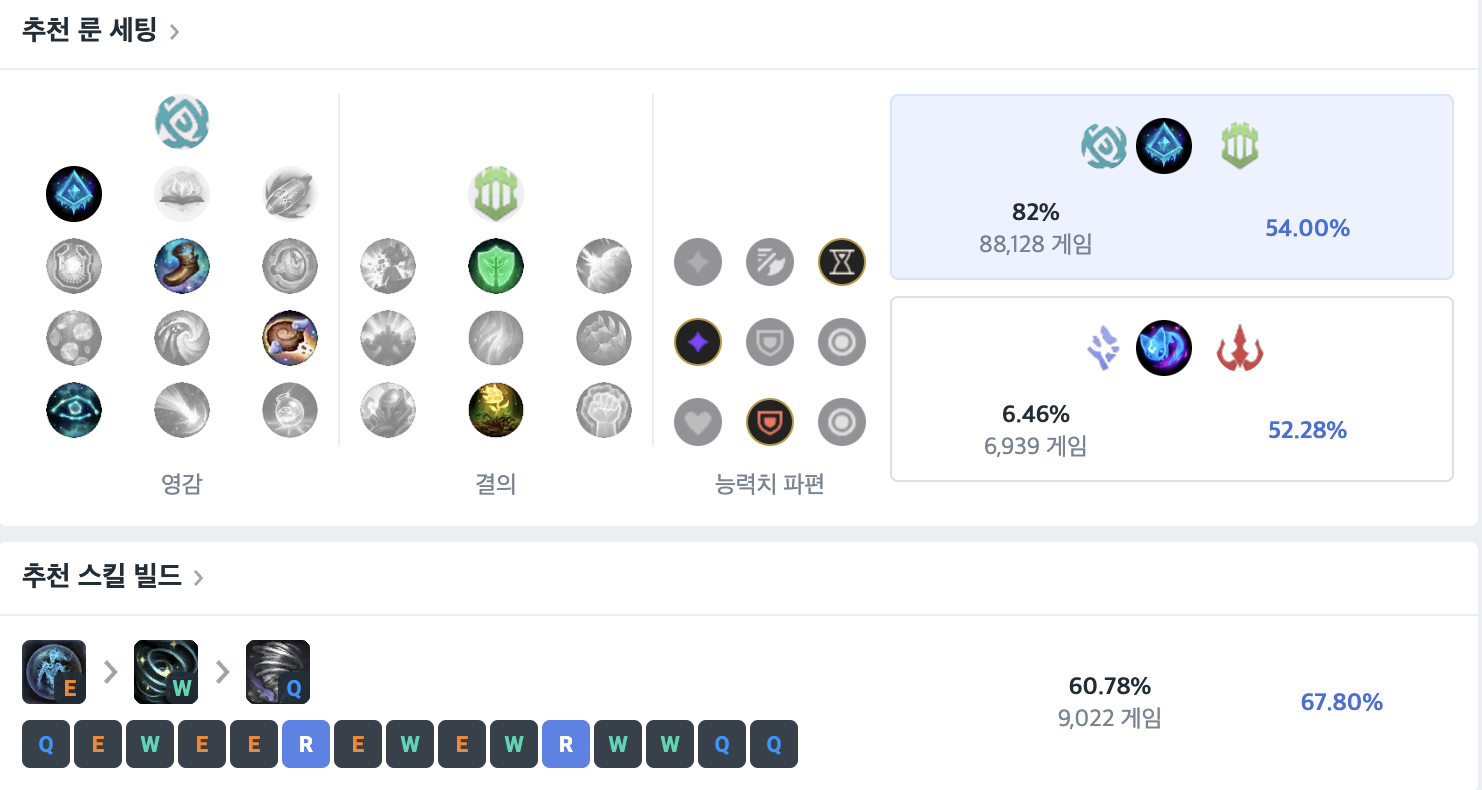 추천 룬 세팅
82%
88,128 게임
54.00%
6.46%
6,939 게임
52.28%
영감
결의
능력치 파편
추천 스킬 빌드
E
W
Q
60.78%
9,022 게임
67.80%
Q E W E E R E W E W R W W Q Q